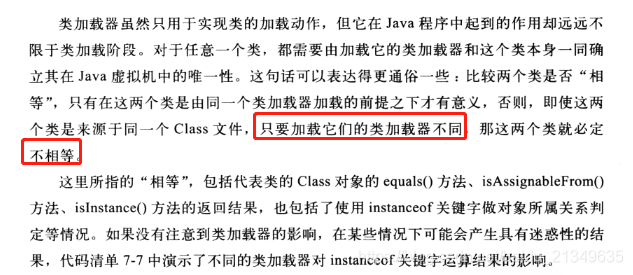 类加载器虽然只用于实现类的加载动作，但它在 Java 程序中起到的作用却远远不
限于类加载阶段。对于任意一个类，都需要由加载它的类加载器和这个类本身一同确
立其在 Java 虚拟机中的唯一性。这句话可以表达得更通俗一些：比较两个类是否“相
等”，只有在这两个类是由同一个类加载器加载的前提之下才有意义，否则，即使这两
个类是来源于同一个 Class 文件，只要加载它们的类加载器不同，那这两个类就必定
不相等。
这里所指的“相等”，包括代表类的 Class 对象的 equals() 方法、isAssignableFrom()
方法、isInstance() 方法的返回结果，也包括了使用 instanceof 关键字做对象所属关系判
定等情况。如果没有注意到类加载器的影响，在某些情况下可能会产生具有迷惑性的结
果，代码清单 7-7 中演示了不同的类加载器对 instanceof 关键字运算结果的影响。